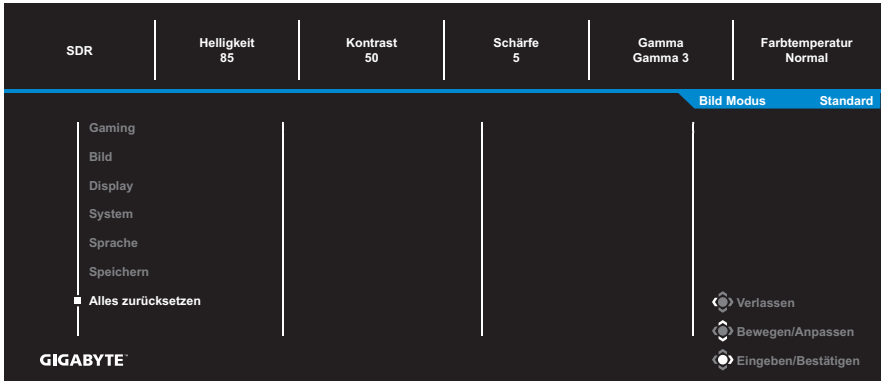 SDR
Helligkeit
85
Kontrast
50
Schärfe
5
Gamma
Gamma 3
Farbtemperatur
Normal
Bild Modus Standard
Gaming
Bild
Display
System
Sprache
Speichern
Alles zurücksetzen
Verlassen
Bewegen/Anpassen
Eingeben/Bestätigen
GIGABYTE™